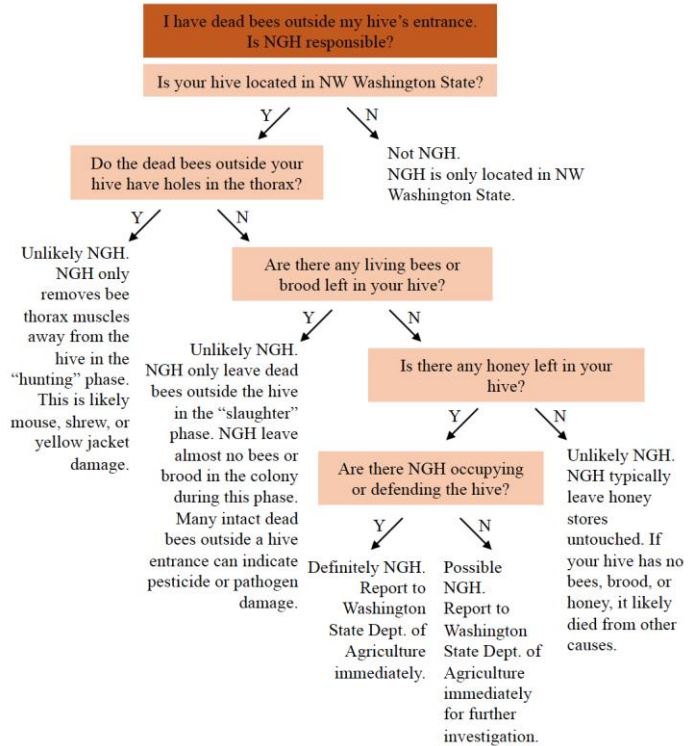 I have dead bees outside my hive’s entrance.
Is NGH responsible?
Is your hive located in NW Washington State?
Y
N
Do the dead bees outside your
hive have holes in the thorax?
Not NGH.
NGH is only located in NW
Washington State.
Y
N
Unlikely NGH.
NGH only
removes bee
thorax muscles
away from the
hive in the
“hunting” phase.
This is likely
mouse, shrew, or
yellow jacket
damage.
Are there any living bees or
brood left in your hive?
Y
N
Unlikely NGH.
NGH only leave dead
bees outside the hive
in the “slaughter”
phase. NGH leave
almost no bees or
brood in the colony
during this phase.
Many intact dead
bees outside a hive
entrance can indicate
pesticide or pathogen
damage.
Is there any honey left in your
hive?
Y
N
Are there NGH occupying
or defending the hive?
Unlikely NGH.
NGH typically
leave honey
stores
untouched. If
your hive has no
bees, brood, or
honey, it likely
died from other
causes.
Y
N
Definitely NGH.
Report to
Washington
State Dept. of
Agriculture
immediately.
Possible
NGH.
Report to
Washington
State Dept. of
Agriculture
immediately
for further
investigation.